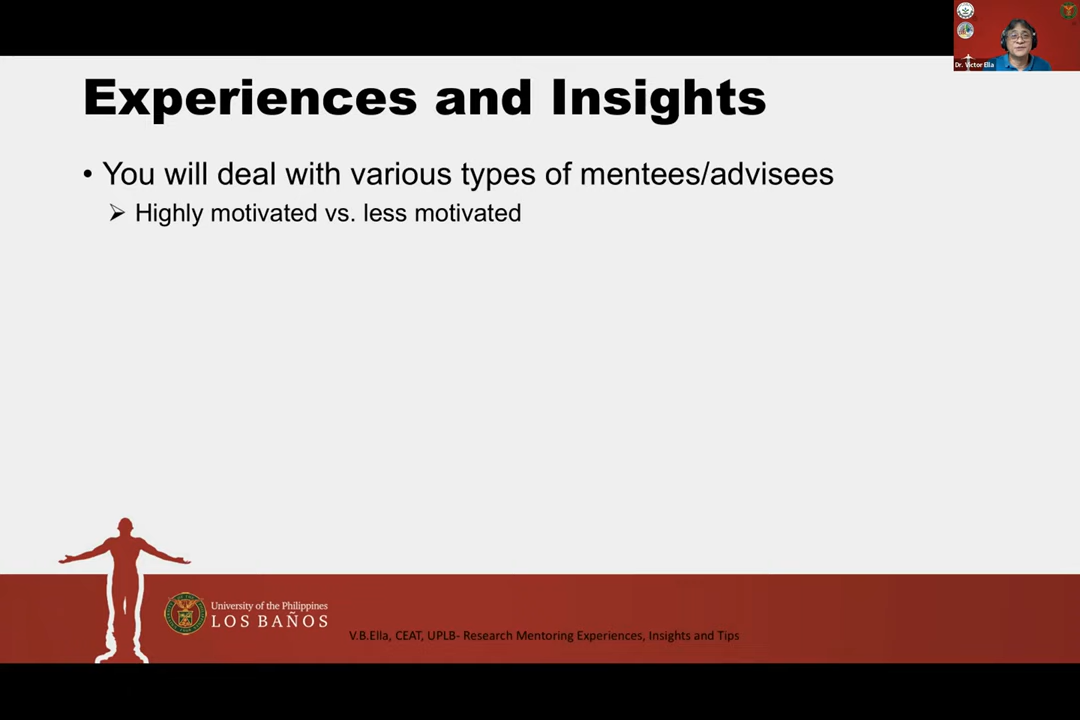 Dr. Victor Ella
Experiences and Insights
• You will deal with various types of mentees/advisees
➢ Highly motivated vs. less motivated
University of the Philippines
LOS BAÑOS
V.B.Ella, CEAT, UPLB- Research Mentoring Experiences, Insights and Tips